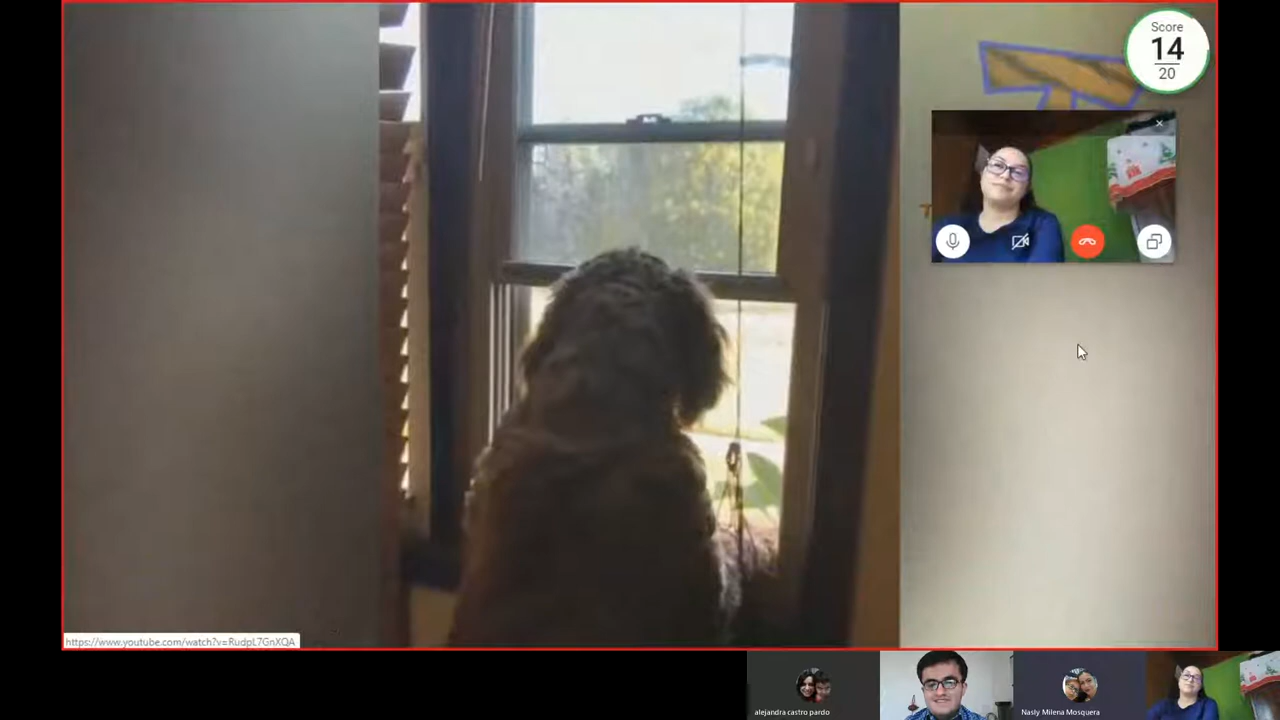 Score
14
20
https://www.youtube.com/watch?v=RudpL7GnXQA
alejandra castro pardo
Nasly Milena Mosquera